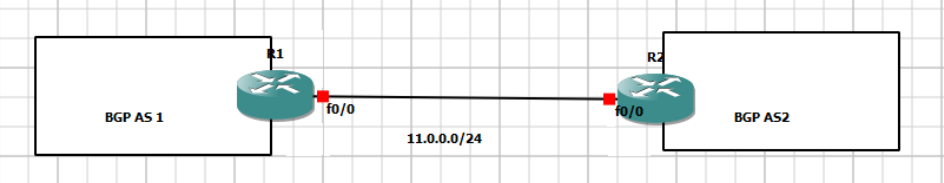 R1
R2
f0/0
f0/0
BGP AS 1
BGP AS2
11.0.0.0/24